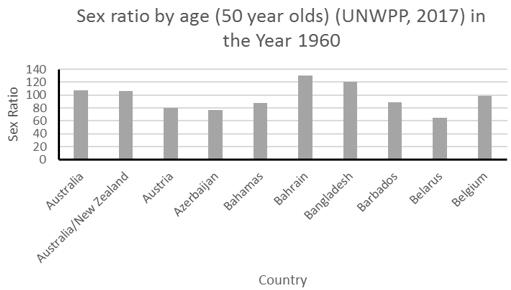 Sex ratio by age (50 year olds) (UNWPP, 2017) in
the Year 1960
Sex Ratio
140
120
100
80
60
40
20
0
Australia
Australia/New Zealand
Austria
Azerbaijan
Bahamas
Bahrain
Bangladesh
Barbados
Belarus
Belgium
Country